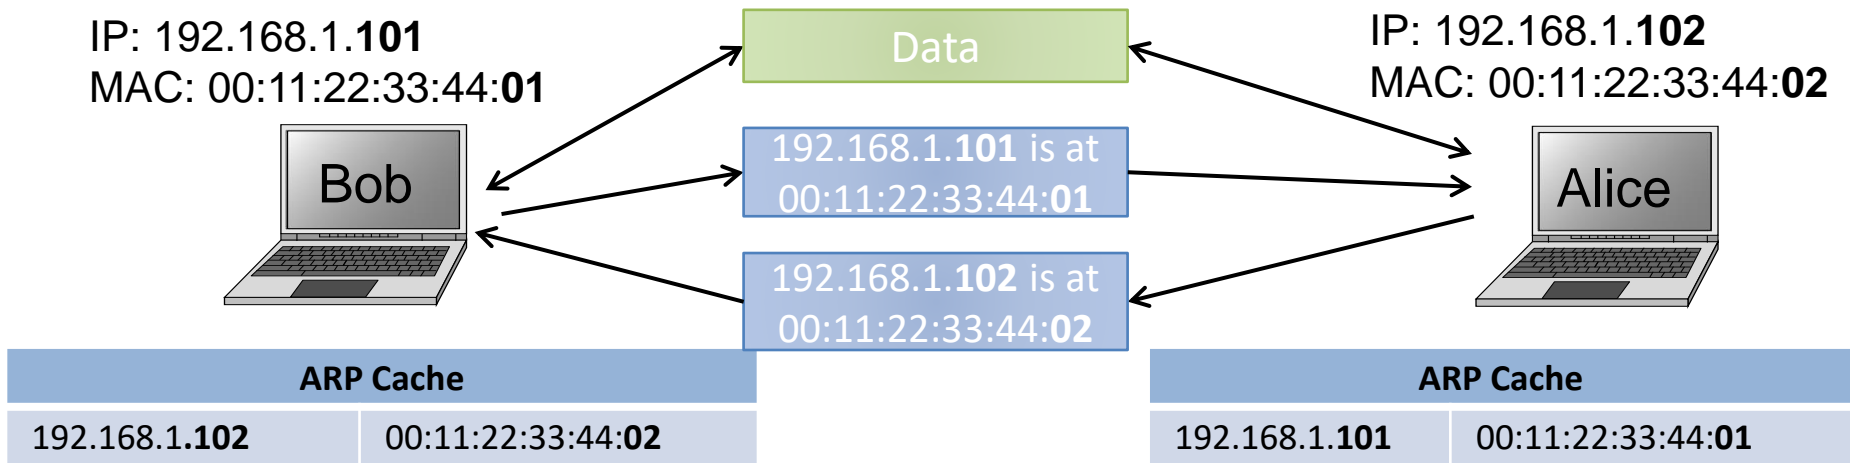 IP: 192.168.1.101
MAC: 00:11:22:33:44:01
Data
IP: 192.168.1.102
MAC: 00:11:22:33:44:02
Bob
192.168.1.101 is at
00:11:22:33:44:01
Alice
192.168.1.102 is at
00:11:22:33:44:02
ARP Cache
192.168.1.102 00:11:22:33:44:02
ARP Cache
192.168.1.101 00:11:22:33:44:01